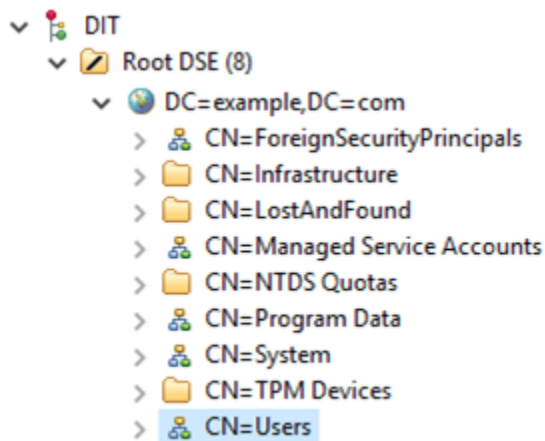 DIT
Root DSE (8)
DC=example,DC=com
CN=ForeignSecurityPrincipals
CN=Infrastructure
CN=LostAndFound
CN=Managed Service Accounts
CN=NTDS Quotas
CN=Program Data
CN=System
CN=TPM Devices
CN=Users